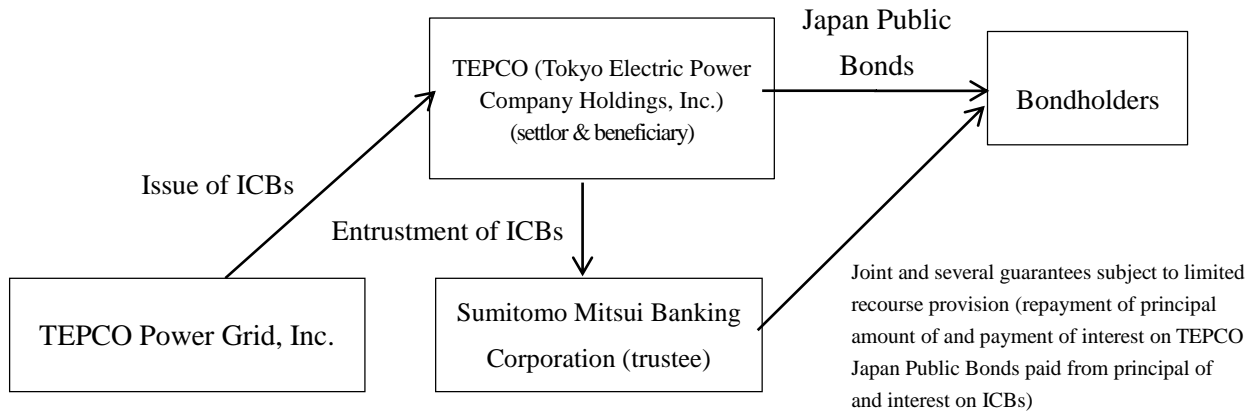 Japan Public
Bonds
TEPCO (Tokyo Electric Power
Company Holdings, Inc.)
(settlor & beneficiary)
Bondholders
Issue of ICBs
Entrustment of ICBs
TEPCO Power Grid, Inc.
Sumitomo Mitsui Banking
Corporation (trustee)
Joint and several guarantees subject to limited
recourse provision (repayment of principal
amount of and payment of interest on TEPCO
Japan Public Bonds paid from principal of
and interest on ICBs)